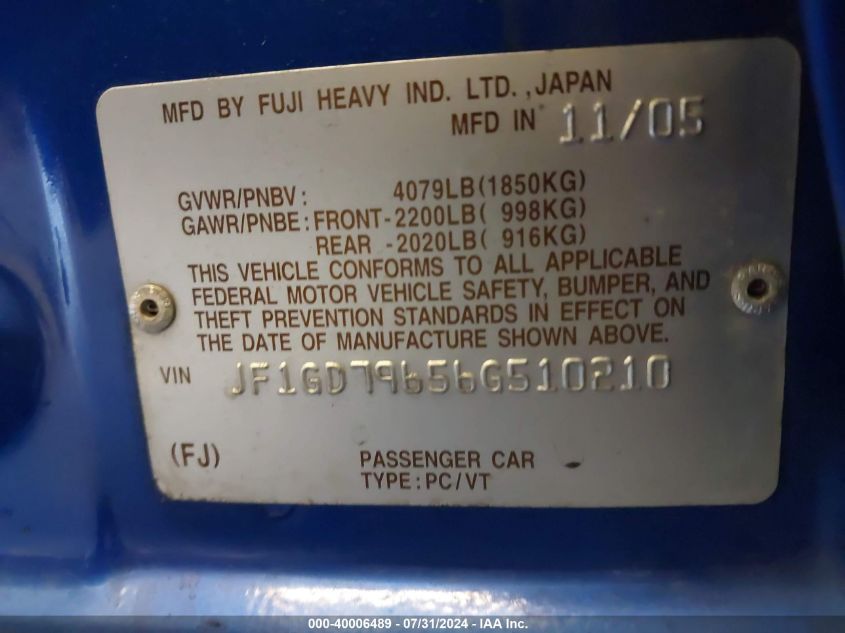 MFD BY FUJI HEAVY IND. LTD., JAPAN
MFD IN 11/05
GVWR/PNBV: 4079LB(1850KG)
GAWR/PNBE: FRONT-2200LB( 998KG)
REAR -2020LB( 916KG)
THIS VEHICLE CONFORMS TO ALL APPLICABLE
FEDERAL MOTOR VEHICLE SAFETY, BUMPER, AND
THEFT PREVENTION STANDARDS IN EFFECT ON
THE DATE OF MANUFACTURE SHOWN ABOVE.
VIN JF1GD79656G510210
(FJ) PASSENGER CAR
TYPE:PC/VT
000-40006489 - 07/31/2024 - IAA Inc.